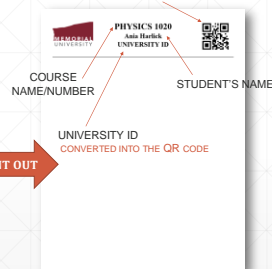 MEMORIAL
UNIVERSITY
PHYSICS 1020
Ania Harlick
UNIVERSITY ID
COURSE
NAME/NUMBER
STUDENT'S NAME
UNIVERSITY ID
CONVERTED INTO THE QR CODE
NT OUT